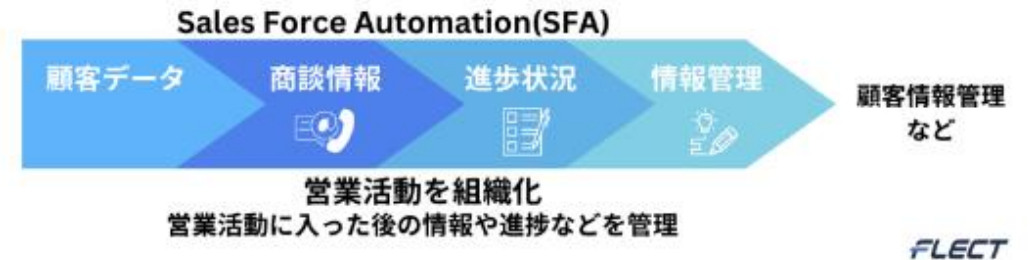 Sales Force Automation(SFA)
顧客データ
商談情報
進歩状況
情報管理
顧客情報管理
など
営業活動を組織化
営業活動に入った後の情報や進捗などを管理
FLECT